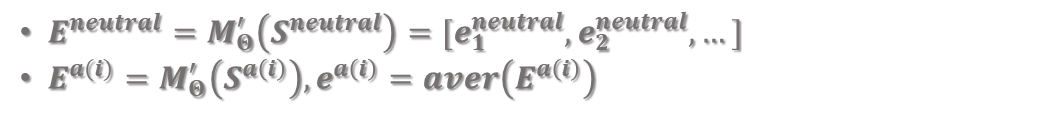 • E^{neutral} = M'_Θ(S^{neutral}) = [e_1^{neutral}, e_2^{neutral}, … ]
• E^{a(i)} = M'_Θ(S^{a(i)}), e^{a(i)} = aver(E^{a(i)})